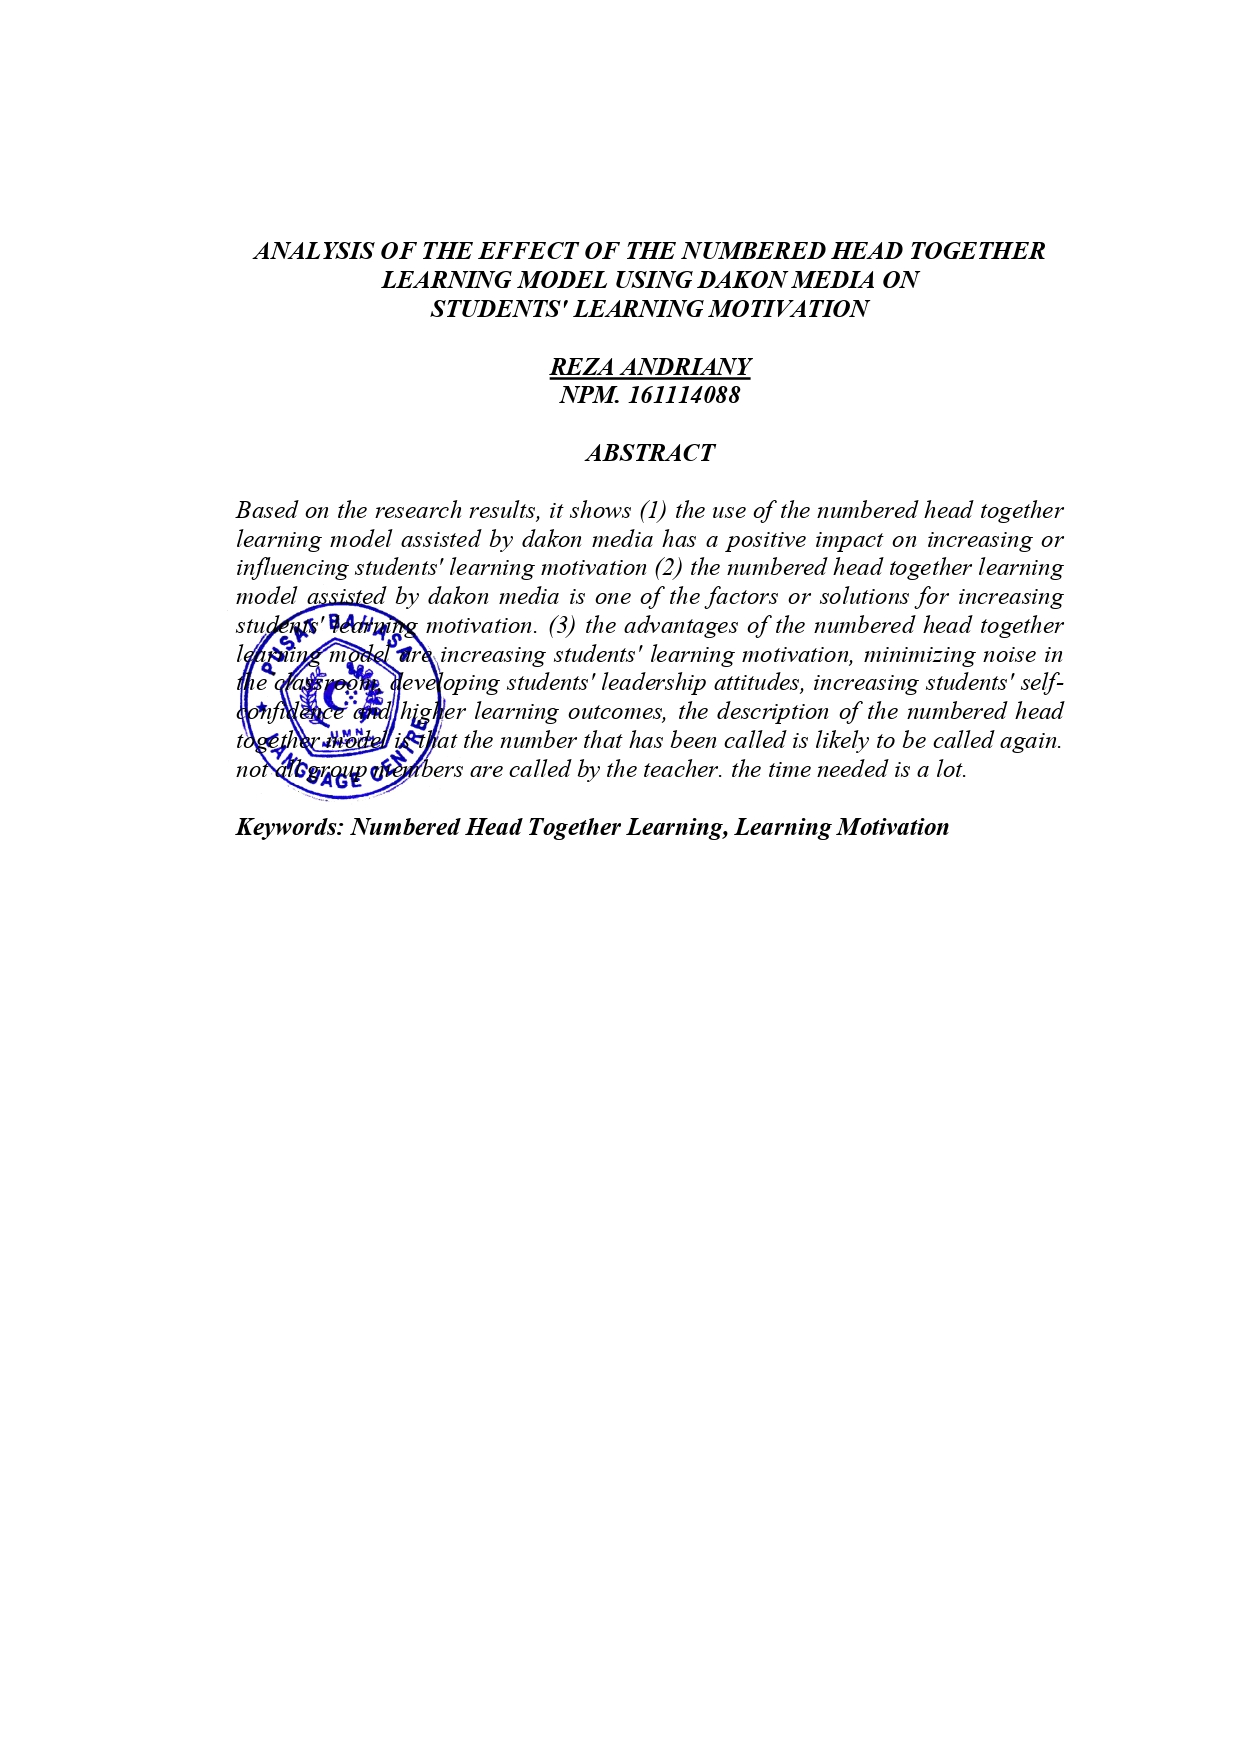 ANALYSIS OF THE EFFECT OF THE NUMBERED HEAD TOGETHER
LEARNING MODEL USING DAKON MEDIA ON
STUDENTS' LEARNING MOTIVATION
REZA ANDRIANY
NPM. 161114088
ABSTRACT
Based on the research results, it shows (1) the use of the numbered head together
learning model assisted by dakon media has a positive impact on increasing or
influencing students' learning motivation (2) the numbered head together learning
model assisted by dakon media is one of the factors or solutions for increasing
students' learning motivation. (3) the advantages of the numbered head together
learning model are increasing students' learning motivation, minimizing noise in
the classroom, developing students' leadership attitudes, increasing students' self-
confidence and higher learning outcomes, the description of the numbered head
together model is that the number that has been called is likely to be called again.
not all group members are called by the teacher. the time needed is a lot.
PUSAT BAHASA
UMN
LANGUAGE CENTRE
Keywords: Numbered Head Together Learning, Learning Motivation